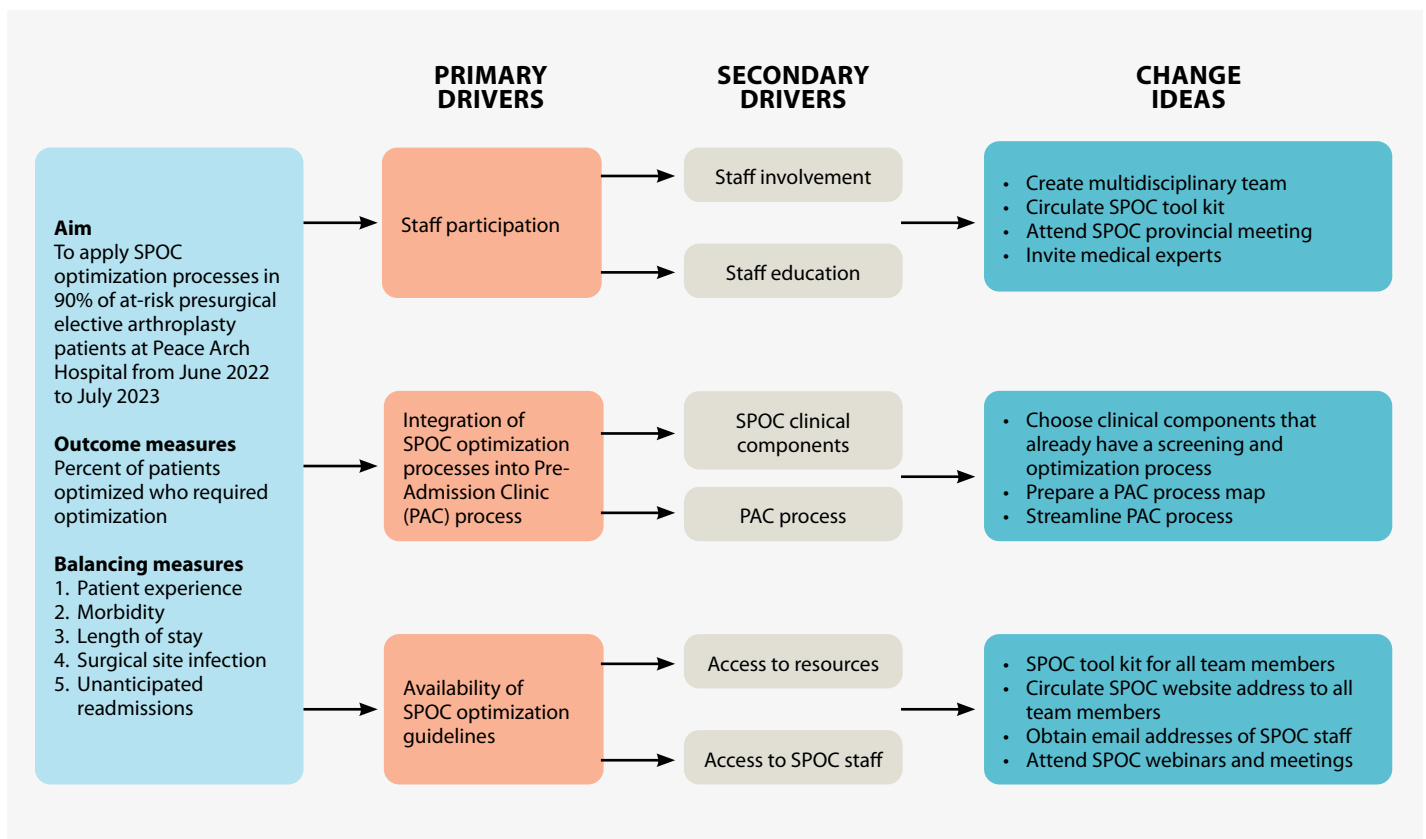 PRIMARY
DRIVERS
SECONDARY
DRIVERS
CHANGE
IDEAS
Aim
To apply SPOC
optimization processes in
90% of at-risk presurgical
elective arthroplasty
patients at Peace Arch
Hospital from June 2022
to July 2023
Outcome measures
Percent of patients
optimized who required
optimization
Balancing measures
1. Patient experience
2. Morbidity
3. Length of stay
4. Surgical site infection
5. Unanticipated
readmissions
Staff participation
Staff involvement
Staff education
• Create multidisciplinary team
• Circulate SPOC tool kit
• Attend SPOC provincial meeting
• Invite medical experts
Integration of
SPOC optimization
processes into Pre-
Admission Clinic
(PAC) process
SPOC clinical
components
PAC process
• Choose clinical components that
already have a screening and
optimization process
• Prepare a PAC process map
• Streamline PAC process
Availability of
SPOC optimization
guidelines
Access to resources
Access to SPOC staff
• SPOC tool kit for all team members
• Circulate SPOC website address to all
team members
• Obtain email addresses of SPOC staff
• Attend SPOC webinars and meetings